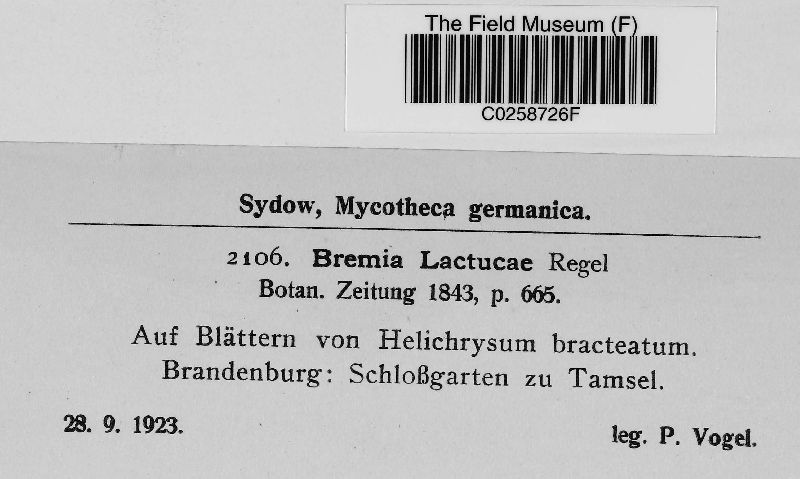 The Field Museum (F)
C0258726F
Sydow, Mycotheca germanica.
2106. Bremia Lactucae Regel
Botan. Zeitung 1843, p. 665.
Auf Blättern von Helichrysum bracteatum.
Brandenburg: Schloßgarten zu Tamsel.
28. 9. 1923.
leg. P. Vogel.